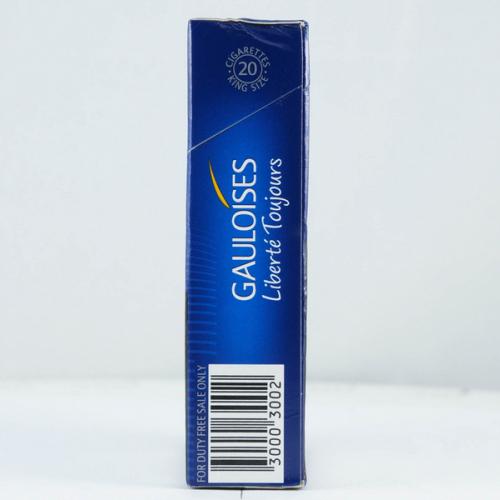 CIGARETTES
20
KING SIZE
GAULOISES
Liberté Toujours
FOR DUTY FREE SALE ONLY
3000 3002